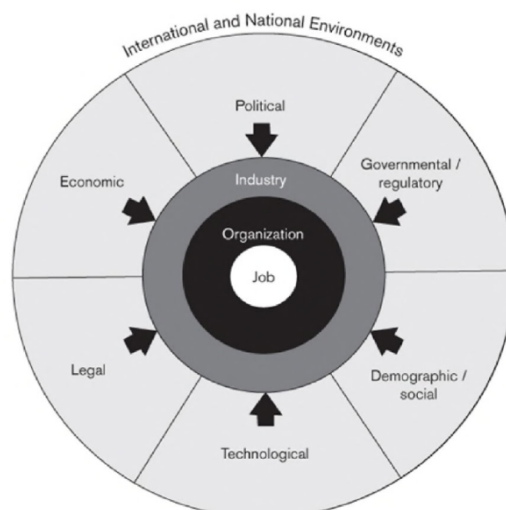 International and National Environments
Political
Economic
Governmental /
regulatory
Industry
Organization
Job
Legal
Demographic /
social
Technological